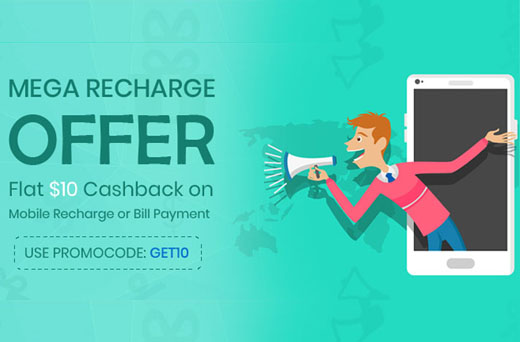 MEGA RECHARGE
OFFER
Flat $10 Cashback on
Mobile Recharge or Bill Payment
USE PROMOCODE: GET10